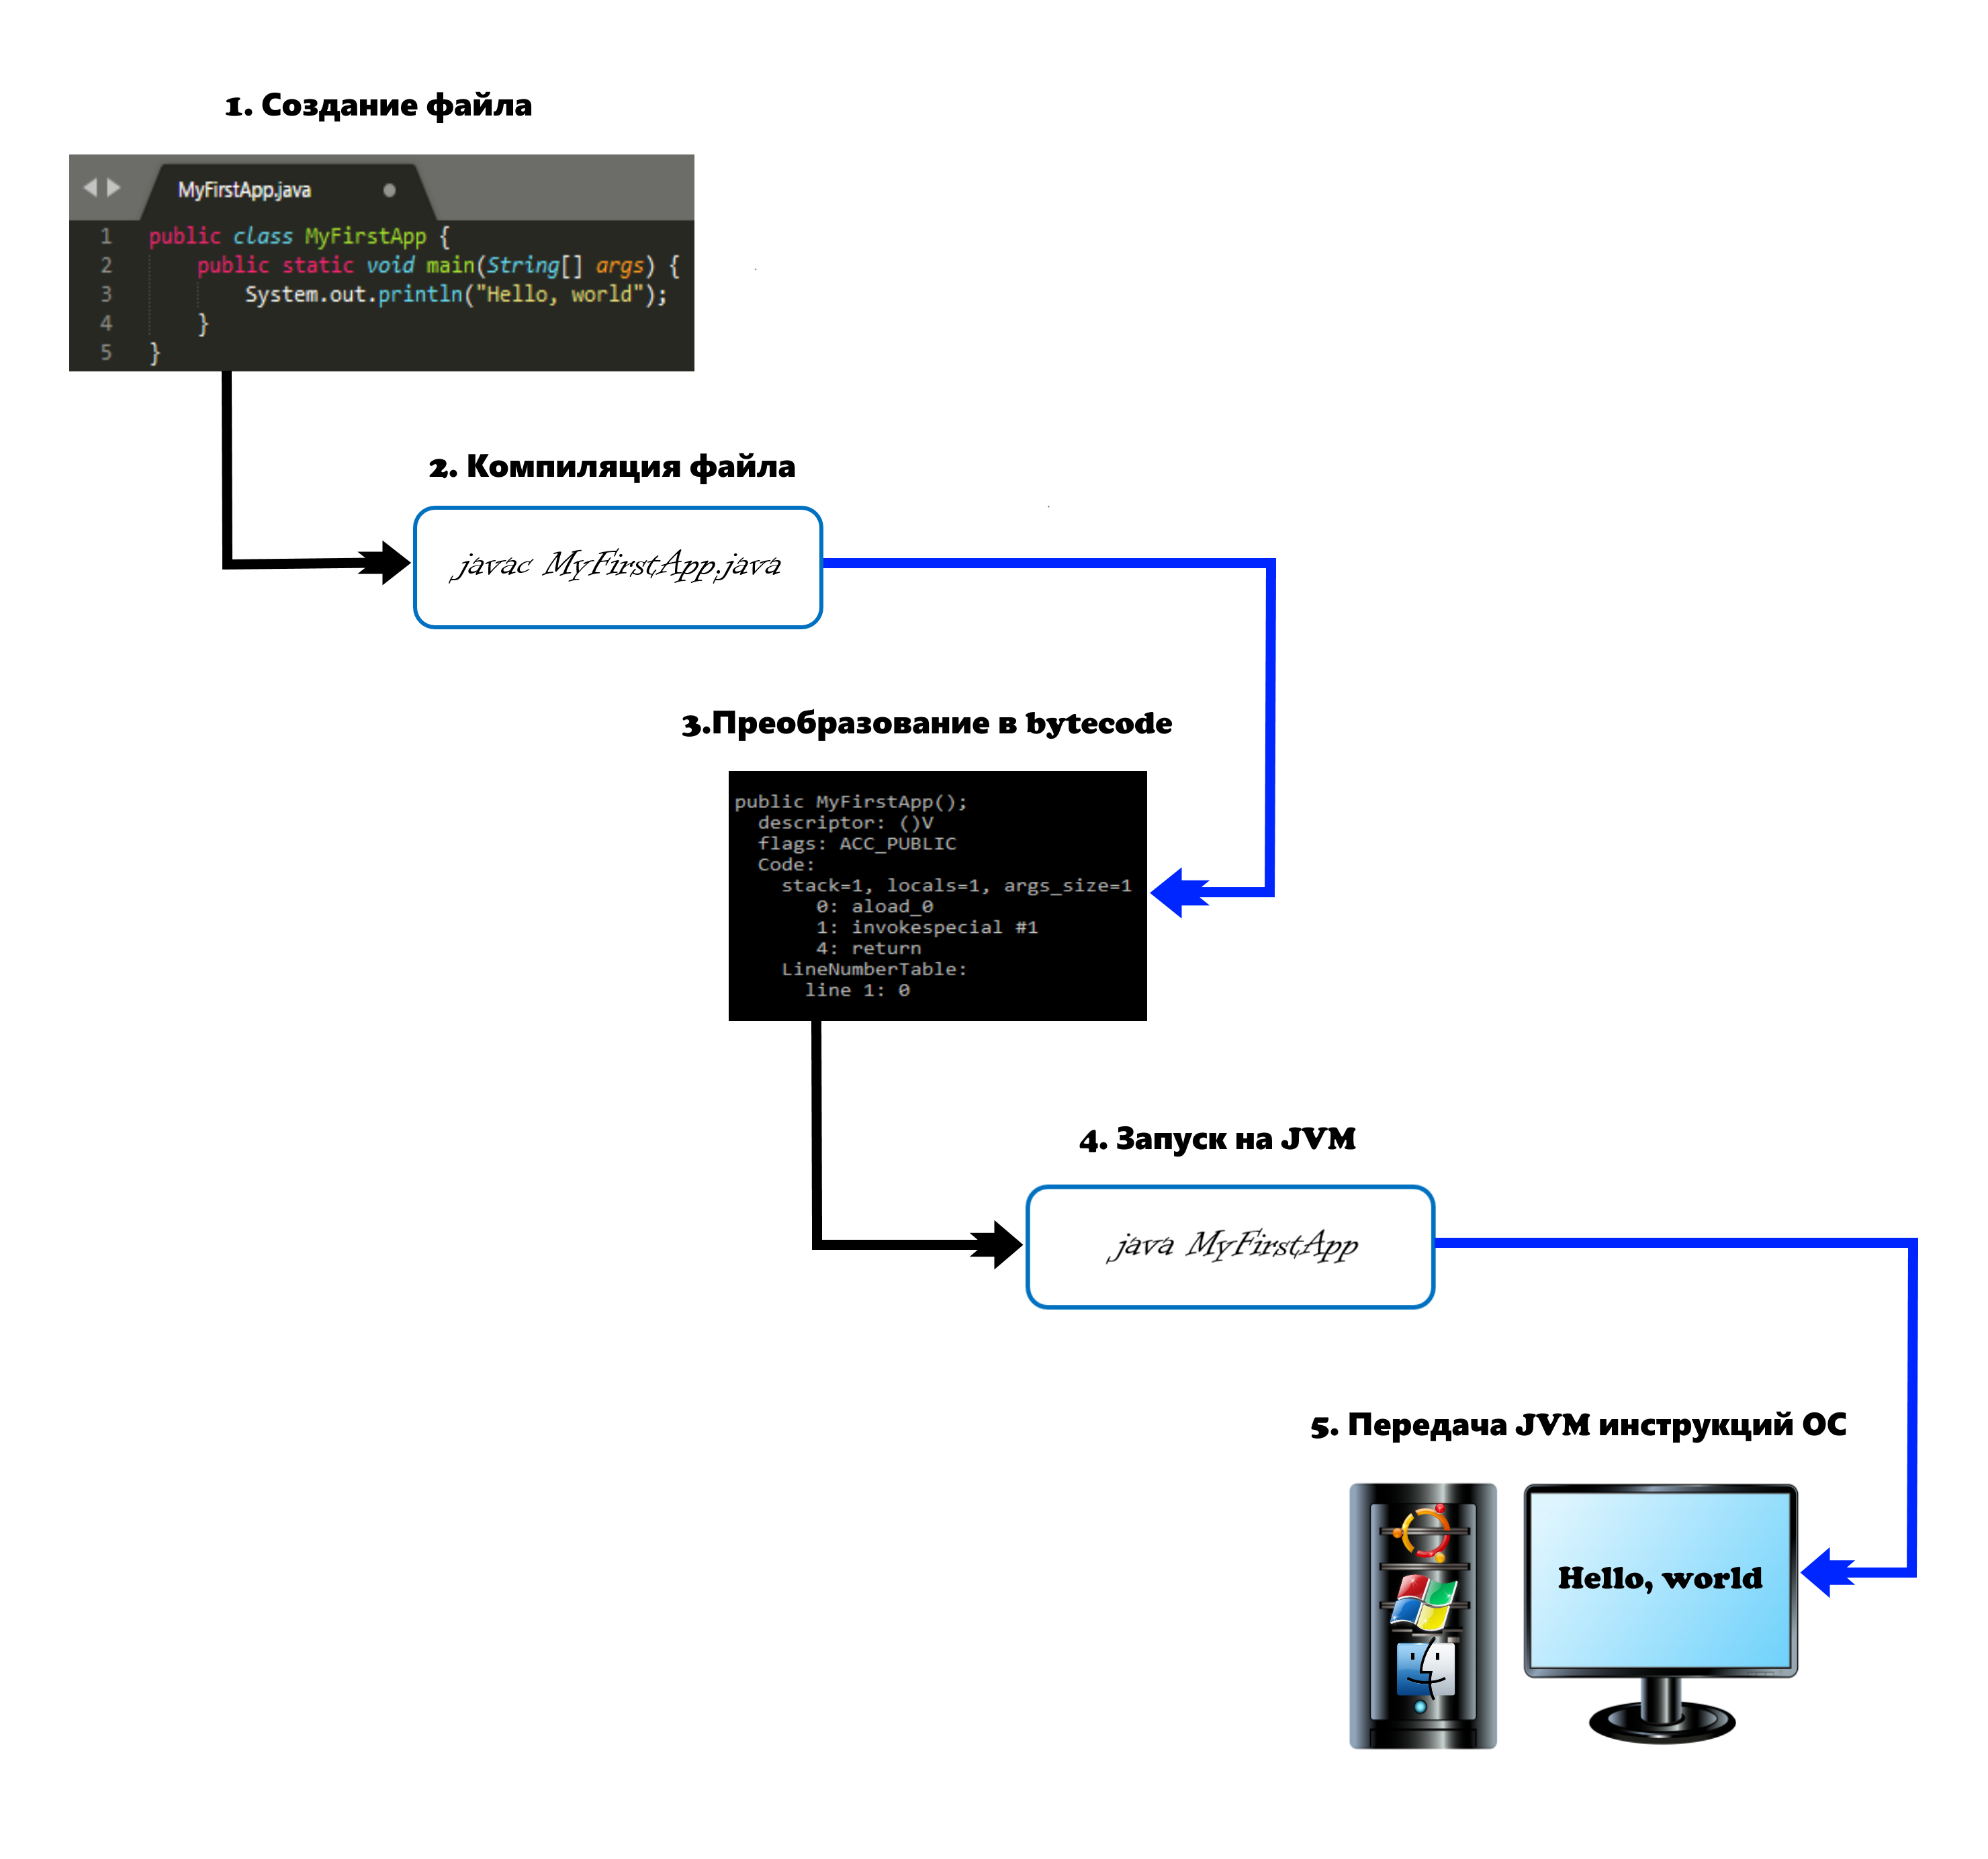 1. Создание файла
MyFirstApp.java
1 public class MyFirstApp {
2 public static void main(String[] args) {
3 System.out.println("Hello, world");
4 }
5 }
2. Компиляция файла
javac MyFirstApp.java
3.Преобразование в bytecode
public MyFirstApp();
descriptor: ()V
flags: ACC_PUBLIC
Code:
stack=1, locals=1, args_size=1
0: aload_0
1: invokespecial #1
4: return
LineNumberTable:
line 1: 0
4. Запуск на JVM
java MyFirstApp
5. Передача JVM инструкций ОС
Hello, world